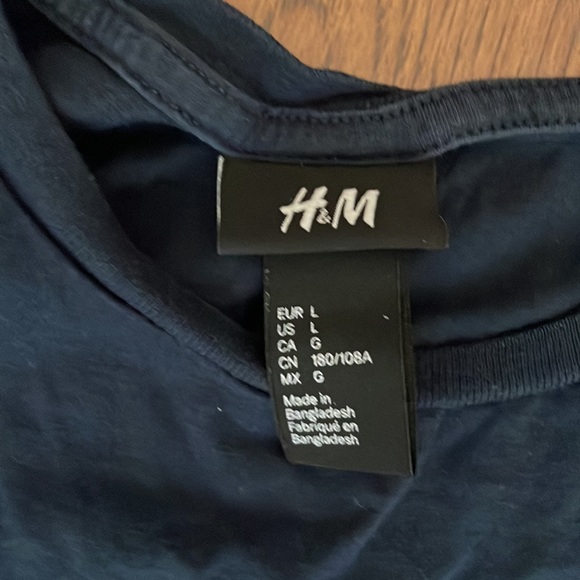 H&M
EUR L
US L
CA G
CN 180/108A
MX G
Made in
Bangladesh
Fabriqué en
Bangladesh